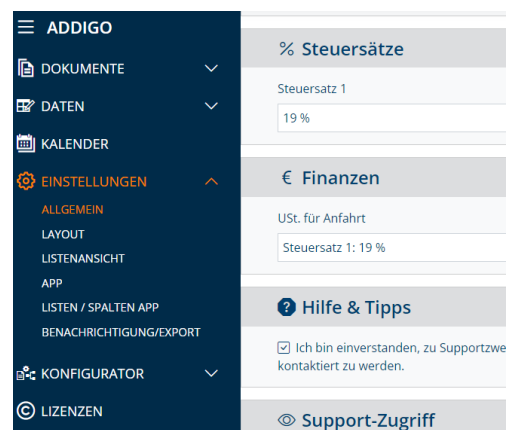 ADDIGO
DOKUMENTE
DATEN
KALENDER
EINSTELLUNGEN
ALLGEMEIN
LAYOUT
LISTENANSICHT
APP
LISTEN / SPALTEN APP
BENACHRICHTIGUNG/EXPORT
KONFIGURATOR
LIZENZEN
% Steuersätze
Steuersatz 1
19 %
€ Finanzen
USt. für Anfahrt
Steuersatz 1: 19 %
Hilfe & Tipps
Ich bin einverstanden, zu Supportzwe
kontaktiert zu werden.
Support-Zugriff